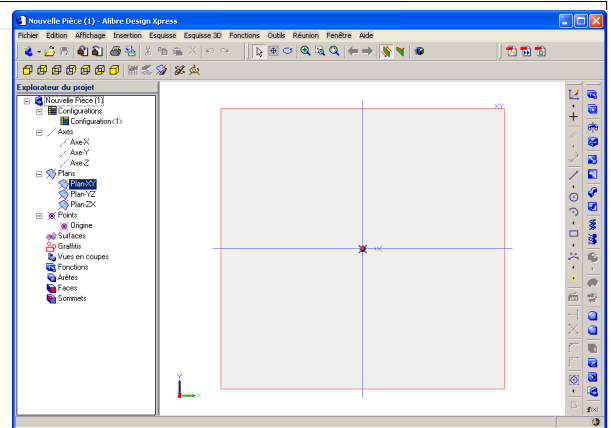 Nouvelle Pièce (1) - Alibre Design Xpress
Fichier Edition Affichage Insertion Esquisse Esquisse 3D Fonctions Outils Réunion Fenêtre Aide
Explorateur du projet
Nouvelle Pièce (1)
Configurations
Configuration<1>
Axes
Axe-X
Axe-Y
Axe-Z
Plans
Plan-XY
Plan-YZ
Plan-ZX
Points
Origine
Surfaces
Graffitis
Vues en coupes
Fonctions
Arêtes
Faces
Sommets
XY
X
Y
X
f(x)